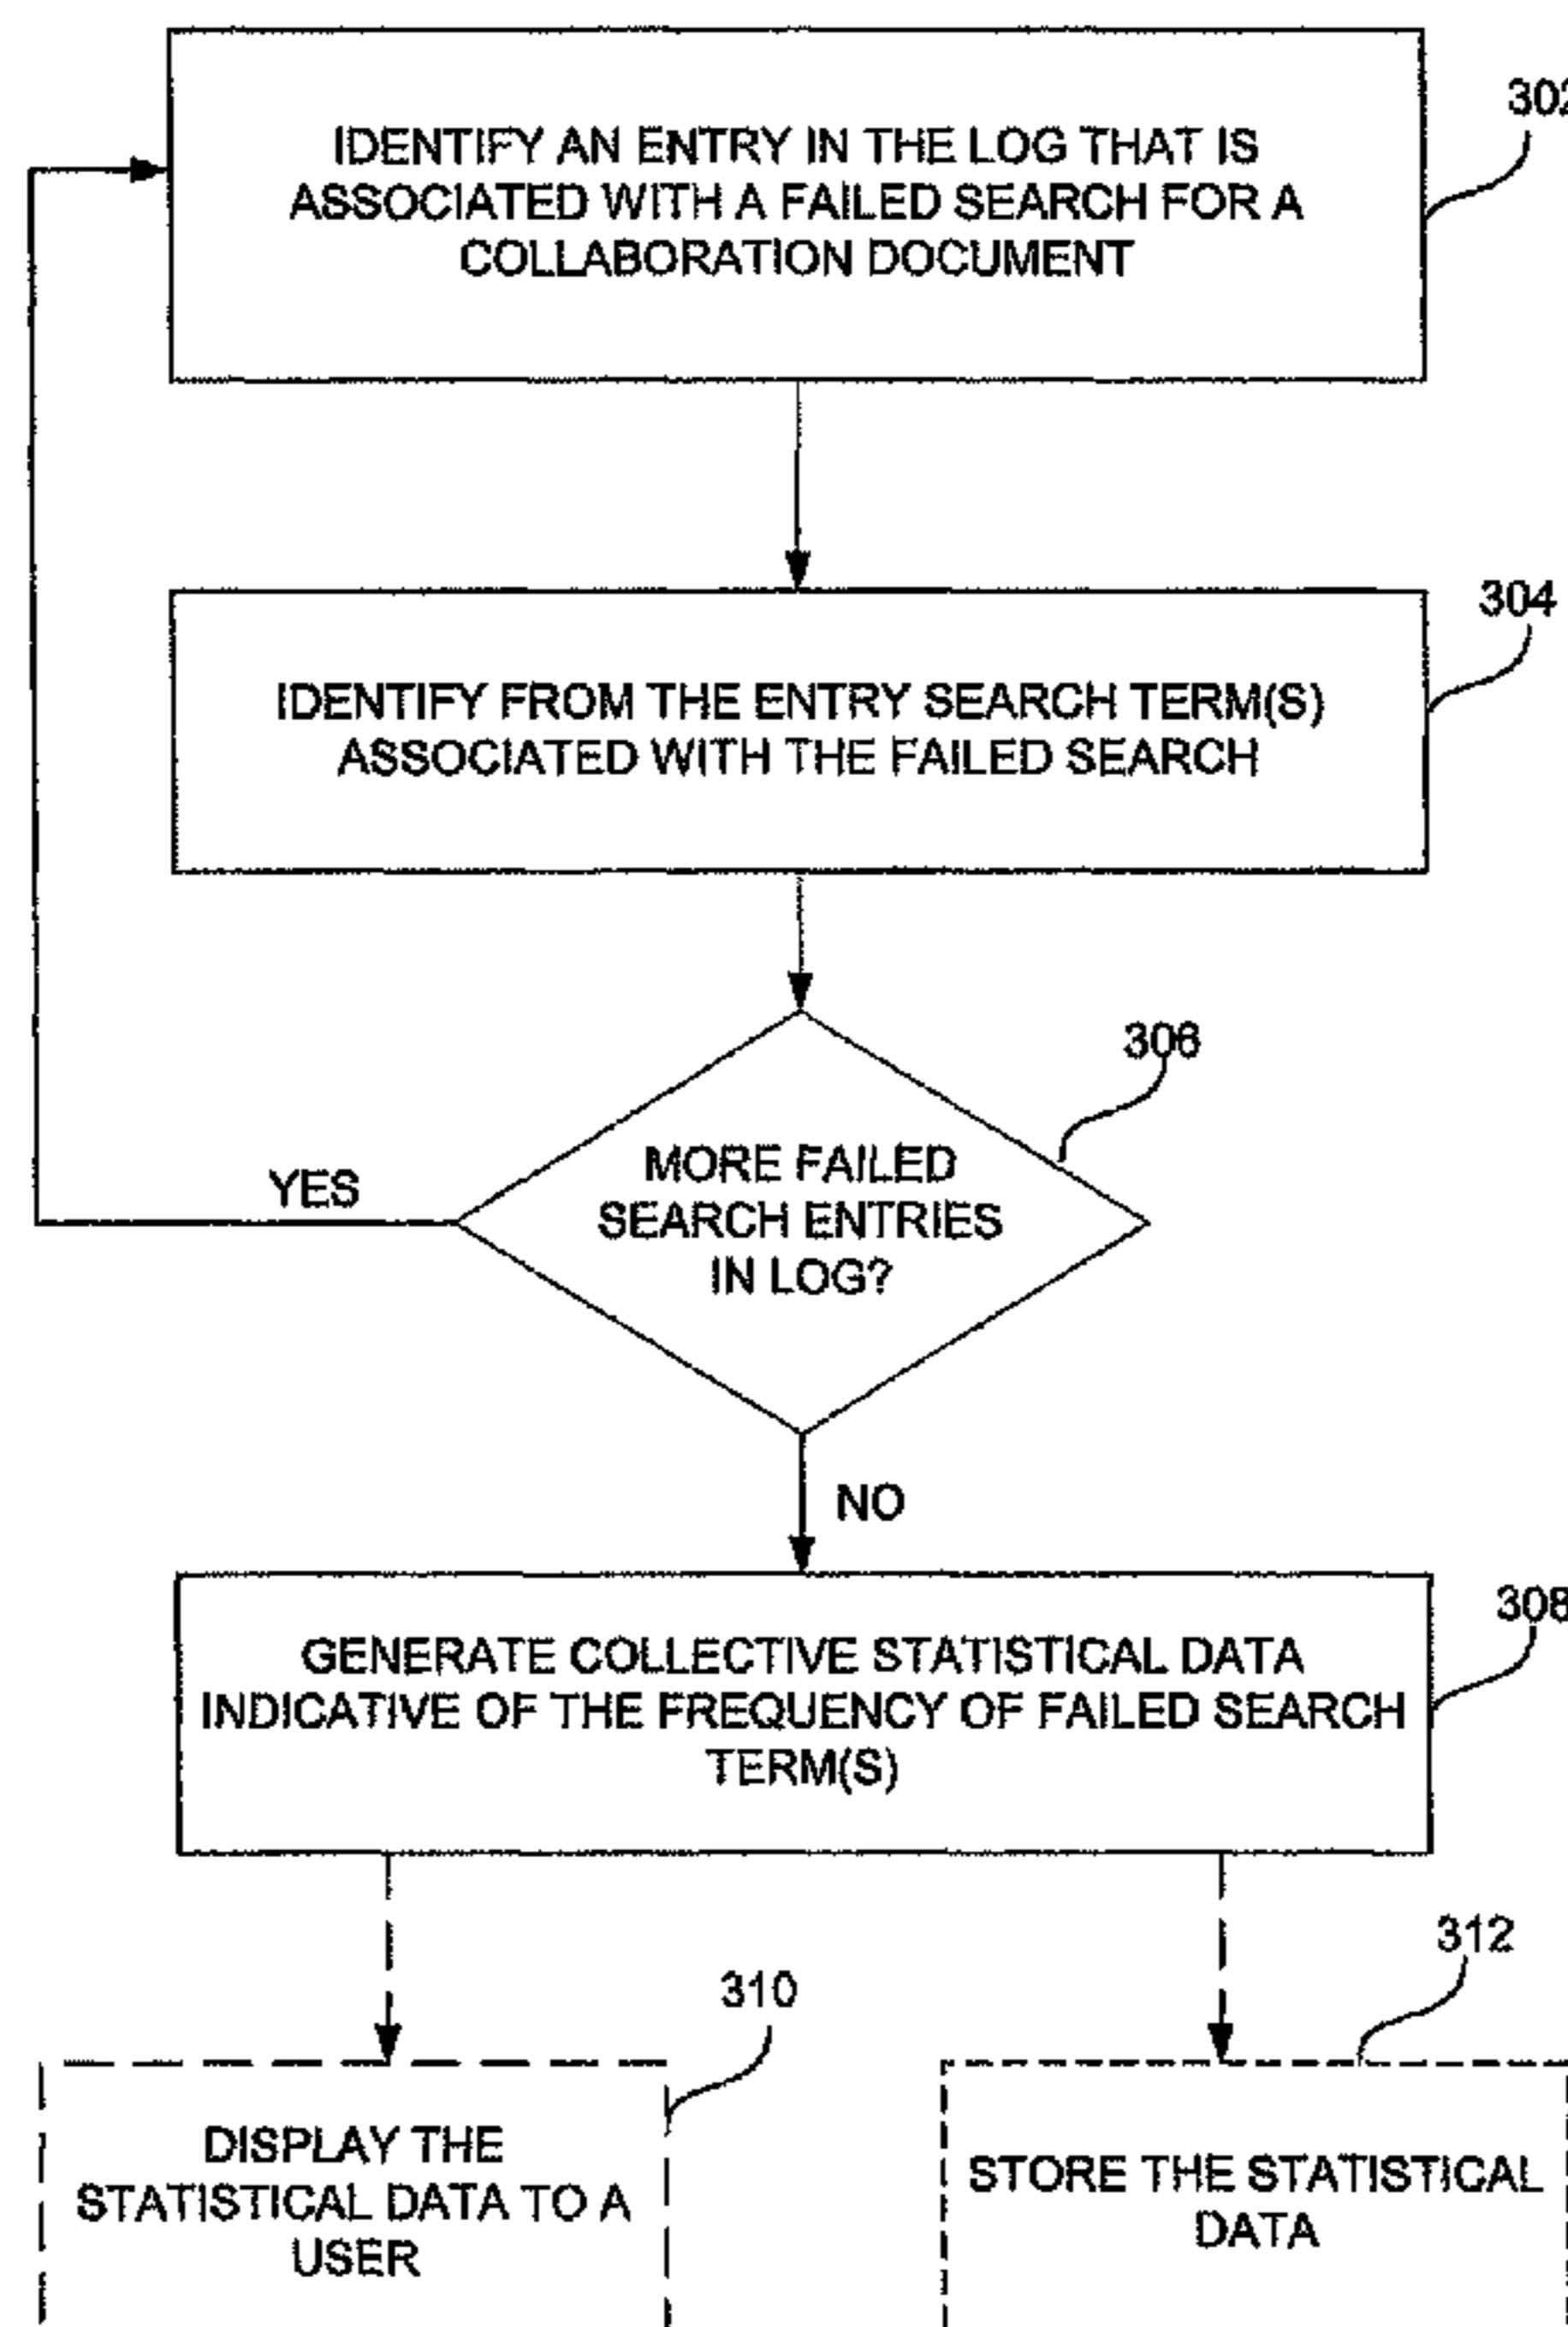 302
IDENTIFY AN ENTRY IN THE LOG THAT IS
ASSOCIATED WITH A FAILED SEARCH FOR A
COLLABORATION DOCUMENT
304
IDENTIFY FROM THE ENTRY SEARCH TERM(S)
ASSOCIATED WITH THE FAILED SEARCH
306
MORE FAILED
SEARCH ENTRIES
IN LOG?
YES
NO
308
GENERATE COLLECTIVE STATISTICAL DATA
INDICATIVE OF THE FREQUENCY OF FAILED SEARCH
TERM(S)
310
DISPLAY THE
STATISTICAL DATA TO A
USER
312
STORE THE STATISTICAL
DATA